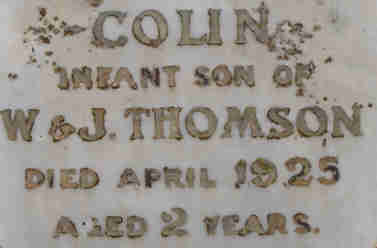 COLIN
INFANT SON OF
W & J. THOMSON
DIED APRIL 1925
AGED 2 YEARS.